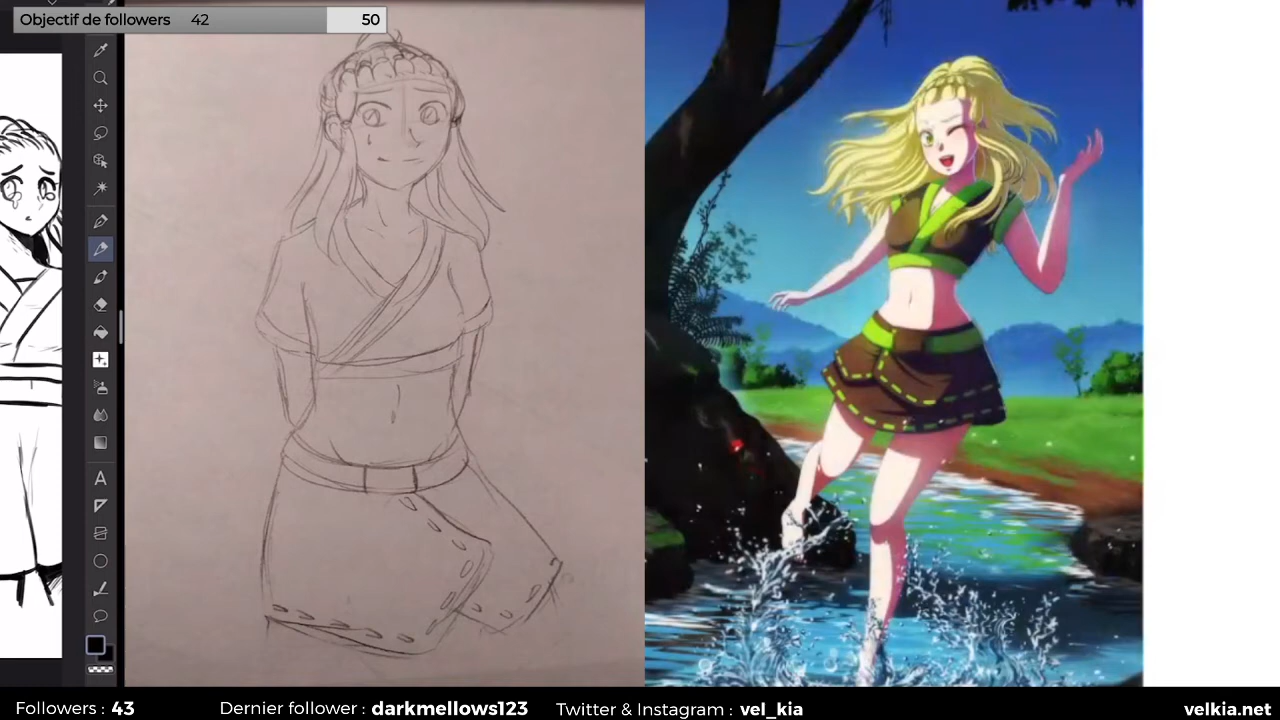 Objectif de followers 42 50
A
Followers : 43 Dernier follower : darkmellows123 Twitter & Instagram : vel_kia velkia.net